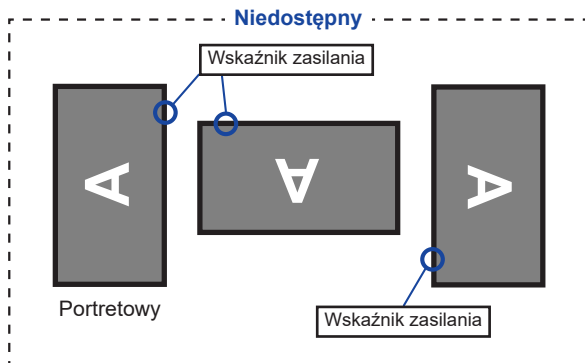 Niedostępny
Wskaźnik zasilania
A
A
A
Portretowy
Wskaźnik zasilania